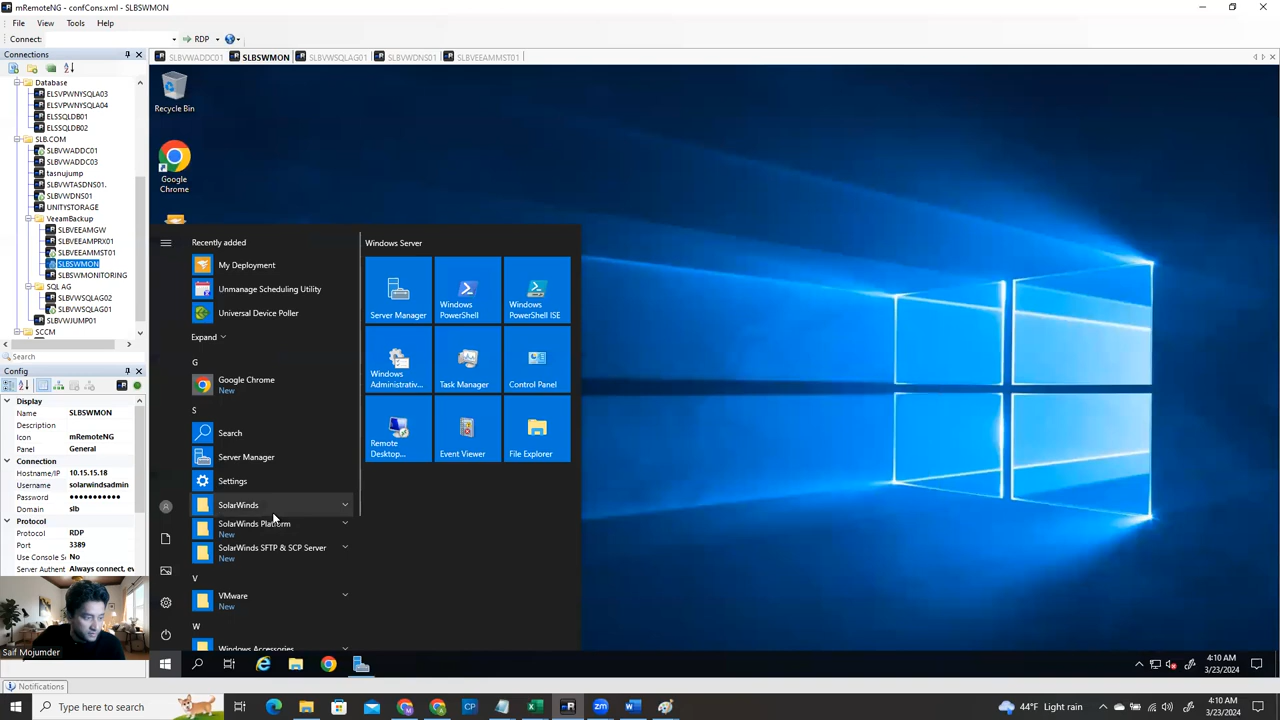 mRemoteNG - confCons.xml - SLBSWMON
File View Tools Help
Connect: RDP
Connections
Database
ELSVPWNYSQLA03
ELSVPWNYSQLA04
ELSSQLDB01
ELSSQLDB02
SLB.COM
SLBVWADDC01
SLBVWADDC03
tasnujump
SLBVWTASDNS01.
SLBVWDNS01
UNITYSTORAGE
VeeamBackup
SLBVEEAMGW
SLBVEEAMPRX01
SLBVEEAMMST01
SLBSWMON
SLBSWMONITORING
SQL AG
SLBVWSQLAG02
SLBVWSQLAG01
SLBVWJUMP01
SCCM
Search
Config
Display
Name SLBSWMON
Description
Icon mRemoteNG
Panel General
Connection
Hostname/IP 10.15.15.18
Username solarwindsadmin
Password ●●●●●●●●●●●
Domain slb
Protocol
Protocol RDP
Port 3389
Use Console S No
Server Authent Always connect, ev
Saif Mojumder
Notifications
SLBVWADDC01 SLBSWMON SLBVWSQLAG01 SLBVWDNS01 SLBVEEAMMST01
Recycle Bin
Google
Chrome
Recently added
My Deployment
Unmanage Scheduling Utility
Universal Device Poller
Expand
G
Google Chrome
New
S
Search
Server Manager
Settings
SolarWinds
SolarWinds Platform
New
SolarWinds SFTP & SCP Server
New
V
VMware
New
W
Windows Accessories
Windows Server
Server Manager
Windows
PowerShell
Windows
PowerShell ISE
Windows
Administrativ...
Task Manager
Control Panel
Remote
Desktop...
Event Viewer
File Explorer
4:10 AM
3/23/2024
Type here to search
44°F Light rain
4:10 AM
3/23/2024